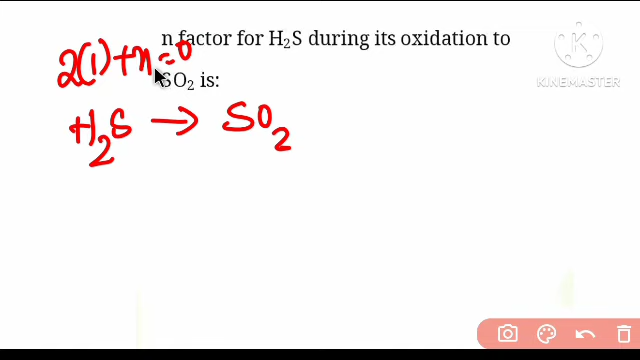 n factor for H₂S during its oxidation to
SO₂ is:
2(1)+x=0
H₂S → SO₂
KINEMASTER